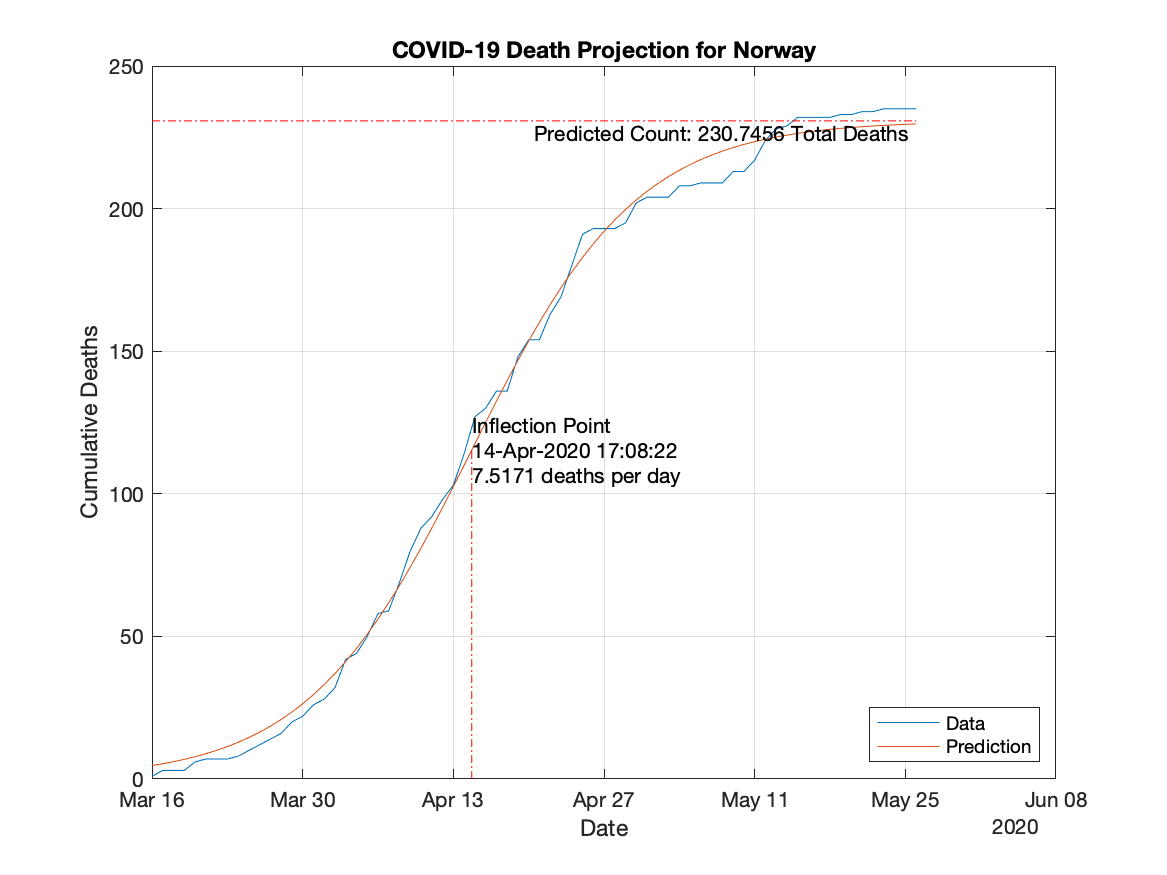 COVID-19 Death Projection for Norway
250
Predicted Count: 230.7456 Total Deaths
200
150
Cumulative Deaths
Inflection Point
14-Apr-2020 17:08:22
7.5171 deaths per day
100
50
Data
Prediction
0
Mar 16 Mar 30 Apr 13 Apr 27 May 11 May 25 Jun 08
Date
2020